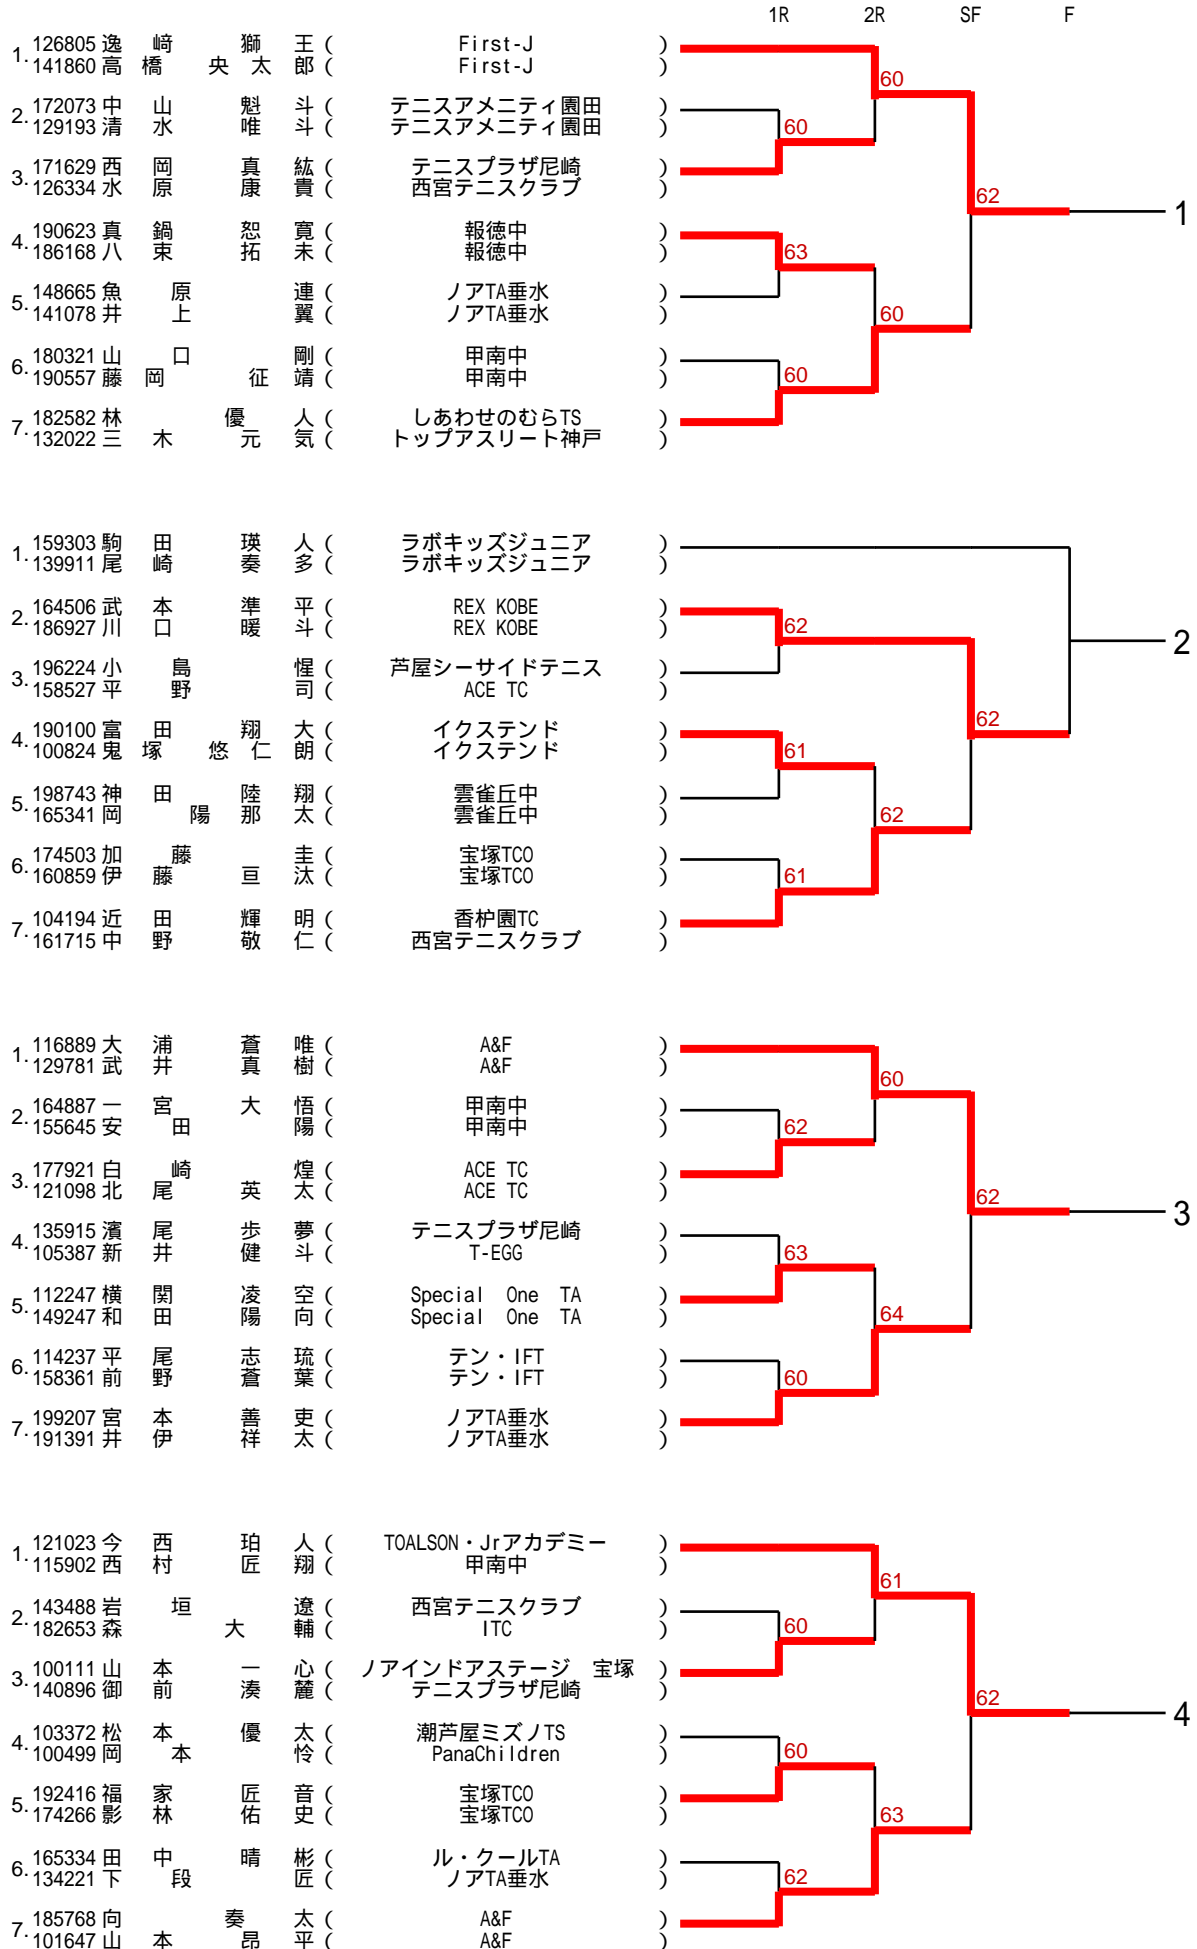 1R 2R SF F
1. 126805 逸﨑 獅王 ( First-J )
141860 高橋 央太郎 ( First-J )
60
2. 172073 中山 魁斗 ( テニスアメニティ園田 )
129193 清水 唯斗 ( テニスアメニティ園田 )
60
3. 171629 西岡 真紘 ( テニスプラザ尼崎 )
126334 水原 康貴 ( 西宮テニスクラブ )
62
1
4. 190623 真鍋 恕寛 ( 報徳中 )
186168 八束 拓未 ( 報徳中 )
63
5. 148665 魚原 連 ( ノアTA垂水 )
141078 井上 翼 ( ノアTA垂水 )
60
6. 180321 山口 剛 ( 甲南中 )
190557 藤岡 征靖 ( 甲南中 )
60
7. 182582 林 優人 ( しあわせのむらTS )
132022 三木 元気 ( トップアスリート神戸 )
1. 159303 駒田 瑛人 ( ラボキッズジュニア )
139911 尾崎 奏多 ( ラボキッズジュニア )
2. 164506 武本 準平 ( REX KOBE )
186927 川口 暖斗 ( REX KOBE )
62
2
3. 196224 小島 惺 ( 芦屋シーサイドテニス )
158527 平野 司 ( ACE TC )
62
4. 190100 富田 翔大 ( イクステンド )
100824 鬼塚 悠仁朗 ( イクステンド )
61
5. 198743 神田 陸翔 ( 雲雀丘中 )
165341 岡 陽那太 ( 雲雀丘中 )
62
6. 174503 加藤 圭 ( 宝塚TCO )
160859 伊藤 亘汰 ( 宝塚TCO )
61
7. 104194 近田 輝明 ( 香枦園TC )
161715 中野 敬仁 ( 西宮テニスクラブ )
1. 116889 大浦 蒼唯 ( A&F )
129781 武井 真樹 ( A&F )
60
2. 164887 一宮 大悟 ( 甲南中 )
155645 安田 陽 ( 甲南中 )
62
3. 177921 白崎 煌 ( ACE TC )
121098 北尾 英太 ( ACE TC )
62
3
4. 135915 濱尾 歩夢 ( テニスプラザ尼崎 )
105387 新井 健斗 ( T-EGG )
63
5. 112247 横関 凌空 ( Special One TA )
149247 和田 陽向 ( Special One TA )
64
6. 114237 平尾 志琉 ( テン・IFT )
158361 前野 蒼葉 ( テン・IFT )
60
7. 199207 宮本 善吏 ( ノアTA垂水 )
191391 井伊 祥太 ( ノアTA垂水 )
1. 121023 今西 珀人 ( TOALSON・Jrアカデミー )
115902 西村 匠翔 ( 甲南中 )
61
2. 143488 岩垣 遼 ( 西宮テニスクラブ )
182653 森 大輔 ( ITC )
60
3. 100111 山本 一心 ( ノアインドアステージ 宝塚 )
140896 御前 湊麓 ( テニスプラザ尼崎 )
62
4
4. 103372 松本 優太 ( 潮芦屋ミズノTS )
100499 岡本 怜 ( PanaChildren )
60
5. 192416 福家 匠音 ( 宝塚TCO )
174266 影林 佑史 ( 宝塚TCO )
63
6. 165334 田中 晴彬 ( ル・クールTA )
134221 下段 匠 ( ノアTA垂水 )
62
7. 185768 向 奏太 ( A&F )
101647 山本 昂平 ( A&F